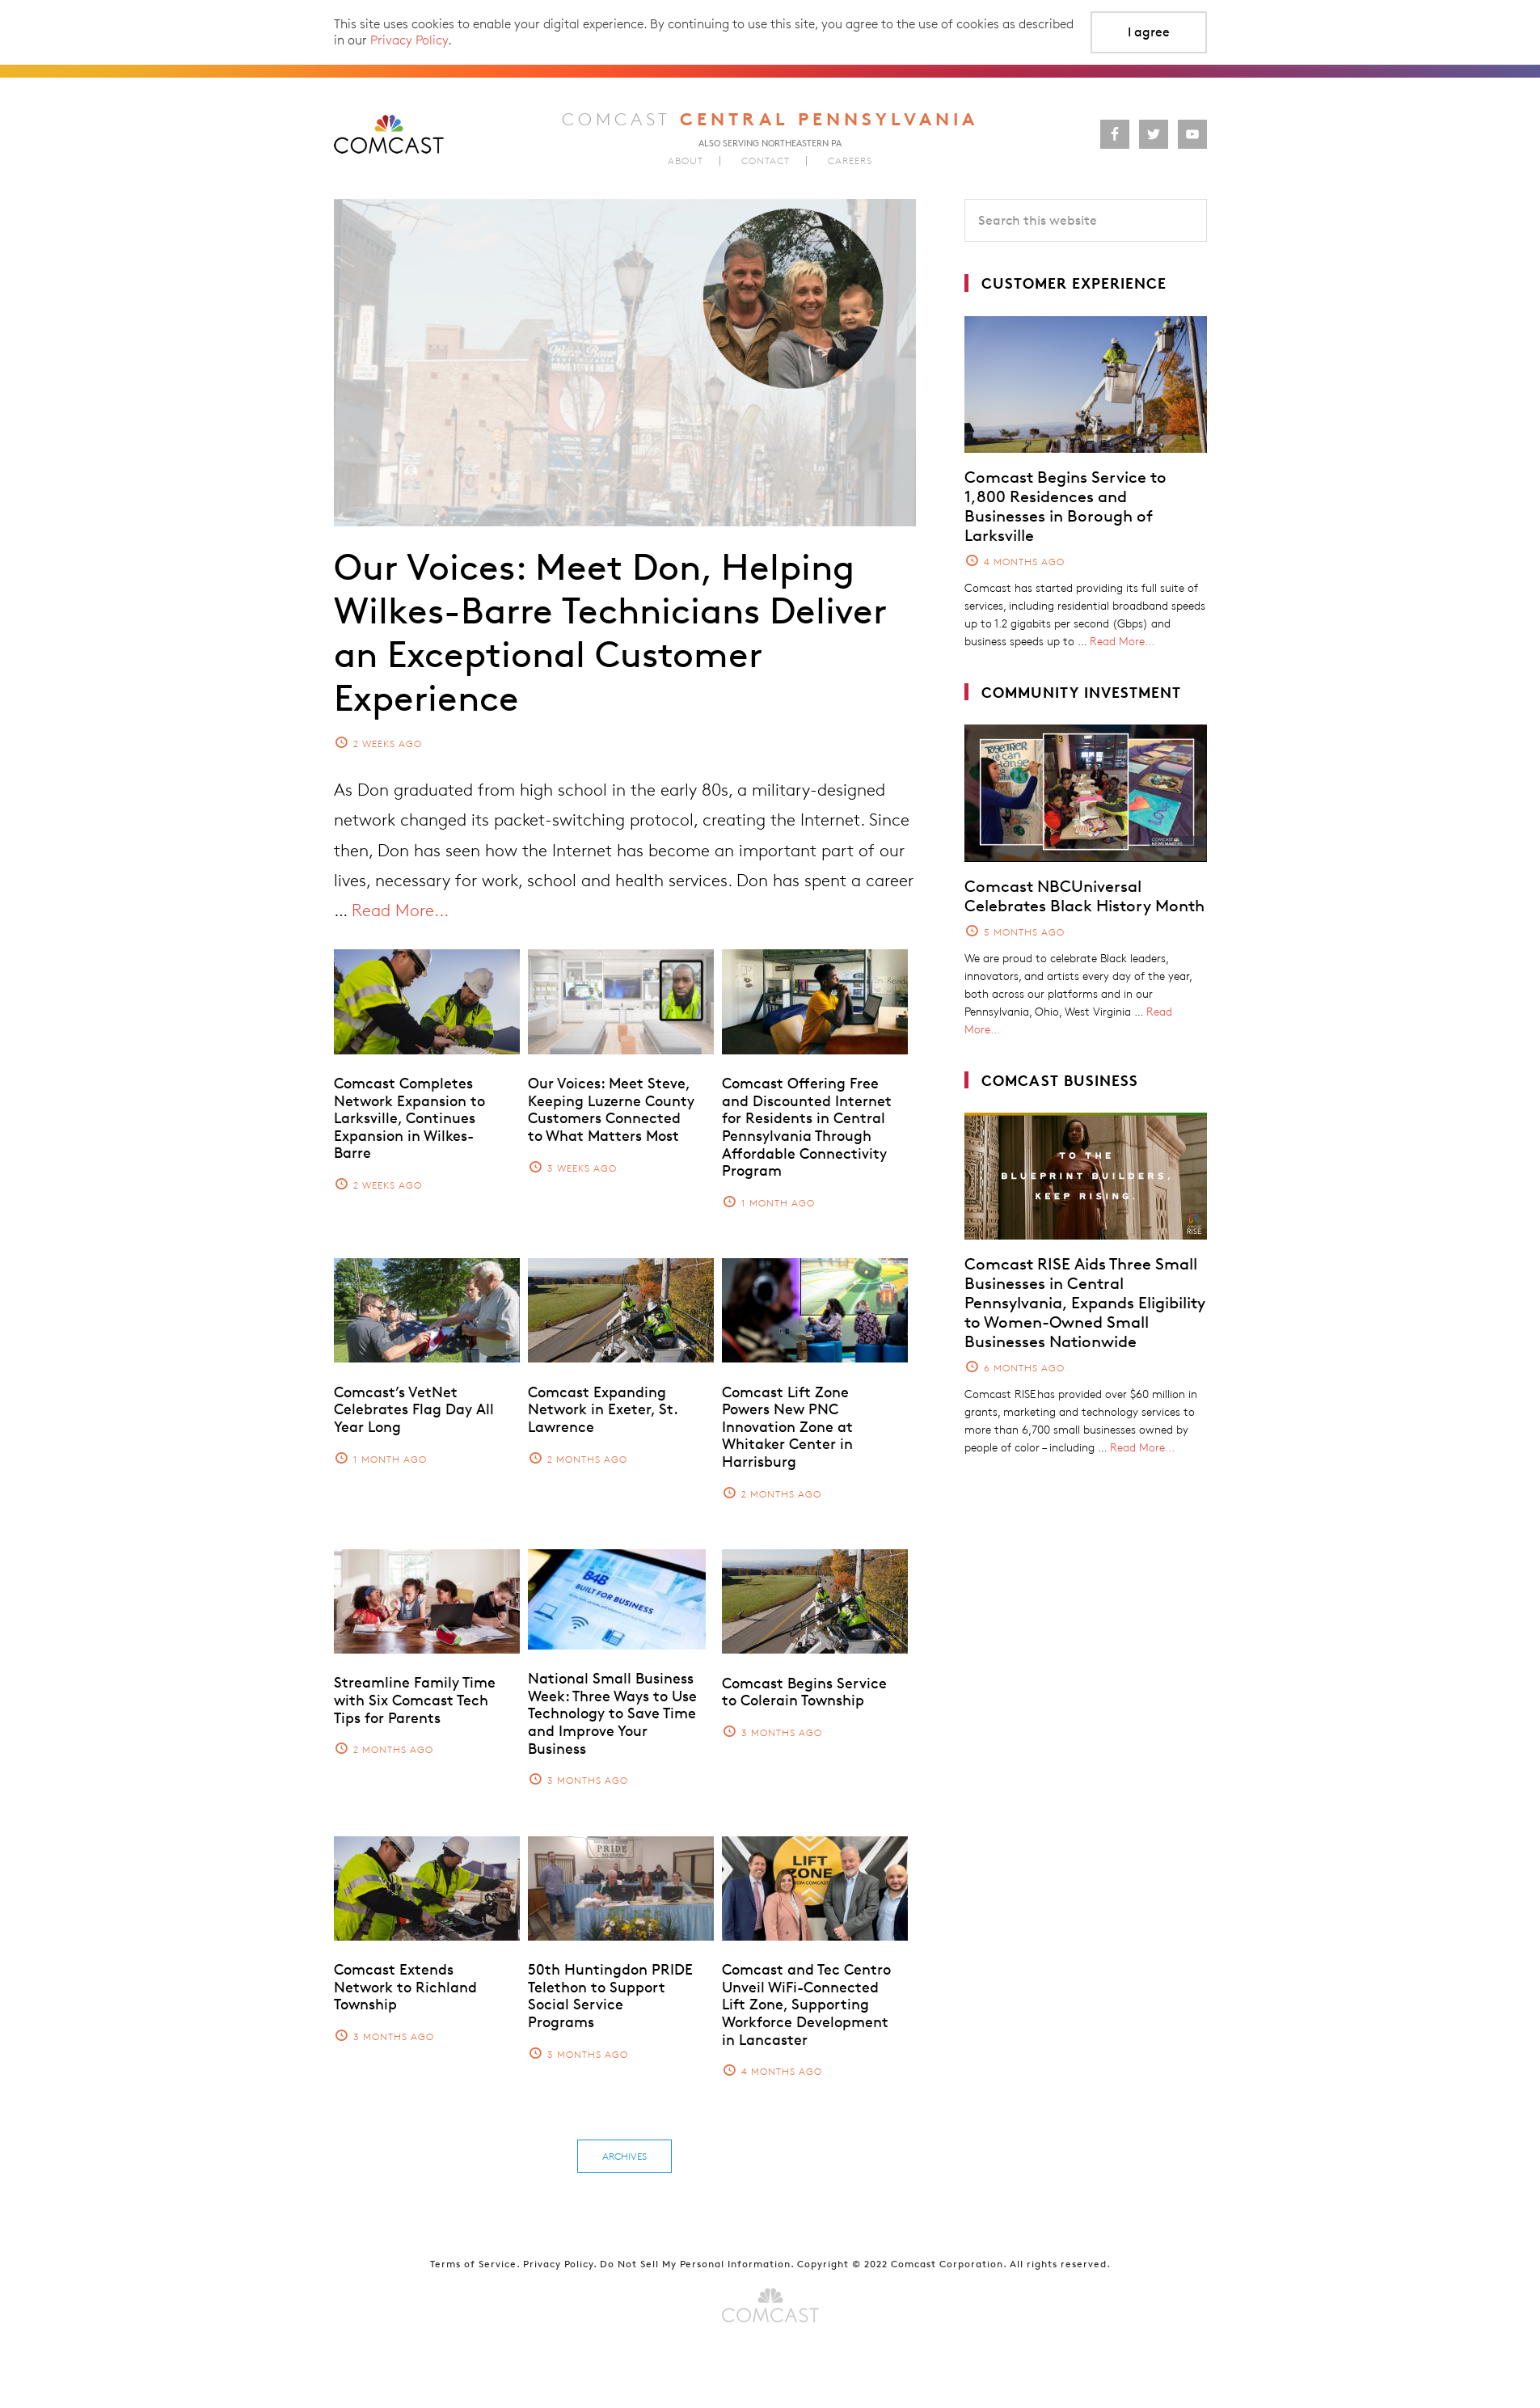 This site uses cookies to enable your digital experience. By continuing to use this site, you agree to the use of cookies as described
in our Privacy Policy.
I agree
COMCAST
COMCAST CENTRAL PENNSYLVANIA
ALSO SERVING NORTHEASTERN PA
ABOUT | CONTACT | CAREERS
Our Voices: Meet Don, Helping
Wilkes-Barre Technicians Deliver
an Exceptional Customer
Experience
2 WEEKS AGO
As Don graduated from high school in the early 80s, a military-designed
network changed its packet-switching protocol, creating the Internet. Since
then, Don has seen how the Internet has become an important part of our
lives, necessary for work, school and health services. Don has spent a career
... Read More...
Comcast Completes
Network Expansion to
Larksville, Continues
Expansion in Wilkes-
Barre
2 WEEKS AGO
Our Voices: Meet Steve,
Keeping Luzerne County
Customers Connected
to What Matters Most
3 WEEKS AGO
Comcast Offering Free
and Discounted Internet
for Residents in Central
Pennsylvania Through
Affordable Connectivity
Program
1 MONTH AGO
Comcast’s VetNet
Celebrates Flag Day All
Year Long
1 MONTH AGO
Comcast Expanding
Network in Exeter, St.
Lawrence
2 MONTHS AGO
Comcast Lift Zone
Powers New PNC
Innovation Zone at
Whitaker Center in
Harrisburg
2 MONTHS AGO
Streamline Family Time
with Six Comcast Tech
Tips for Parents
2 MONTHS AGO
B4B
BUILT FOR BUSINESS
National Small Business
Week: Three Ways to Use
Technology to Save Time
and Improve Your
Business
3 MONTHS AGO
Comcast Begins Service
to Colerain Township
3 MONTHS AGO
Comcast Extends
Network to Richland
Township
3 MONTHS AGO
PRIDE
50th Huntingdon PRIDE
Telethon to Support
Social Service
Programs
3 MONTHS AGO
LIFT
ZONE
FROM COMCAST
Comcast and Tec Centro
Unveil WiFi-Connected
Lift Zone, Supporting
Workforce Development
in Lancaster
4 MONTHS AGO
ARCHIVES
Search this website
CUSTOMER EXPERIENCE
Comcast Begins Service to
1,800 Residences and
Businesses in Borough of
Larksville
4 MONTHS AGO
Comcast has started providing its full suite of
services, including residential broadband speeds
up to 1.2 gigabits per second (Gbps) and
business speeds up to ... Read More...
COMMUNITY INVESTMENT
TOGETHER
we can
change
COMCAST
NEWSMAKERS
Comcast NBCUniversal
Celebrates Black History Month
5 MONTHS AGO
We are proud to celebrate Black leaders,
innovators, and artists every day of the year,
both across our platforms and in our
Pennsylvania, Ohio, West Virginia ... Read
More...
COMCAST BUSINESS
TO THE
BLUEPRINT BUILDERS,
KEEP RISING.
RISE
Comcast RISE Aids Three Small
Businesses in Central
Pennsylvania, Expands Eligibility
to Women-Owned Small
Businesses Nationwide
6 MONTHS AGO
Comcast RISE has provided over $60 million in
grants, marketing and technology services to
more than 6,700 small businesses owned by
people of color – including ... Read More...
Terms of Service. Privacy Policy. Do Not Sell My Personal Information. Copyright © 2022 Comcast Corporation. All rights reserved.
COMCAST